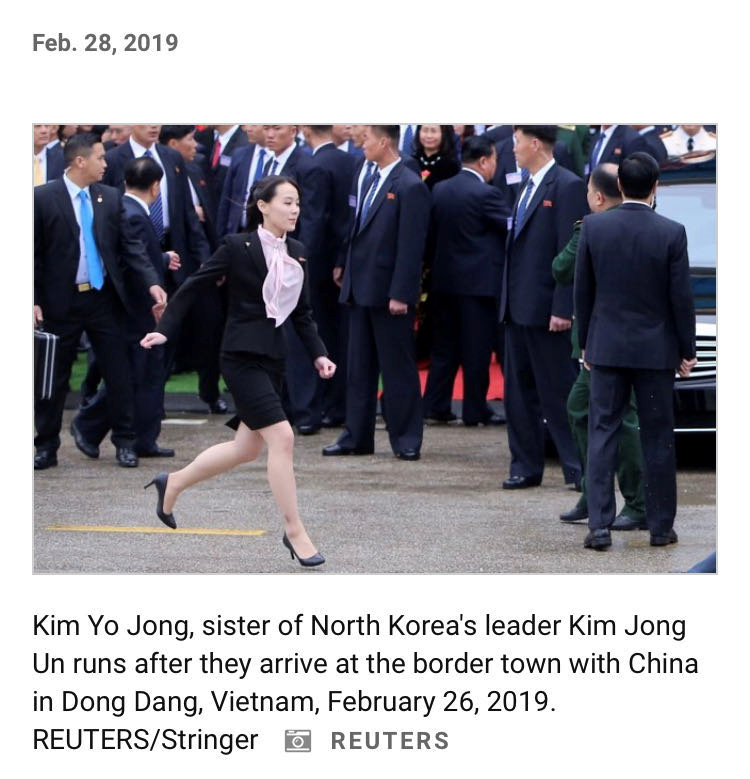 Feb. 28, 2019
Kim Yo Jong, sister of North Korea's leader Kim Jong
Un runs after they arrive at the border town with China
in Dong Dang, Vietnam, February 26, 2019.
REUTERS/Stringer REUTERS